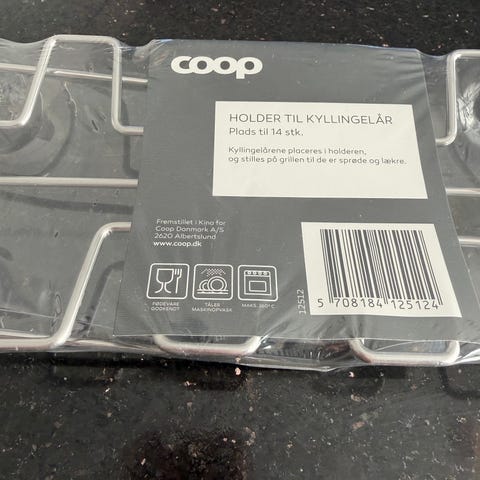 coop
HOLDER TIL KYLLINGELÅR
Plads til 14 stk.
Kyllingelårene placeres i holderen,
og stilles på grillen til de er sprøde og lækre.
Fremstillet i Kina for
Coop Danmark A/S
2620 Albertslund
www.coop.dk
FØDEVARE
GODKENDT
TÅLER
MASKINOPVASK
MAKS. 260° C
12512
5 708184 125124